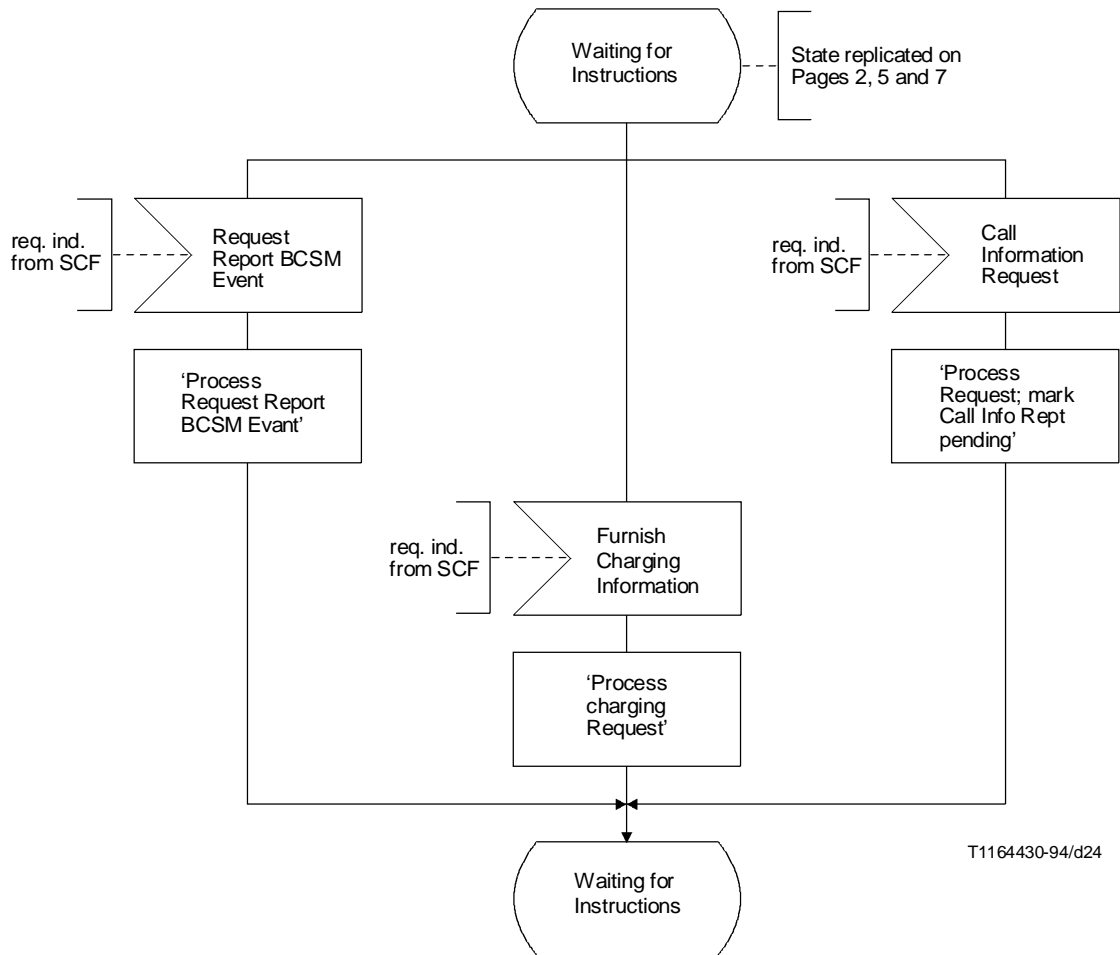 Waiting for
Instructions
State replicated on
Pages 2, 5 and 7
req. ind.
from SCF
Request
Report BCSM
Event
req. ind.
from SCF
Call
Information
Request
‘Process
Request Report
BCSM Evant’
‘Process
Request; mark
Call Info Rept
pending’
req. ind.
from SCF
Furnish
Charging
Information
‘Process
charging
Request’
T1164430-94/d24
Waiting for
Instructions